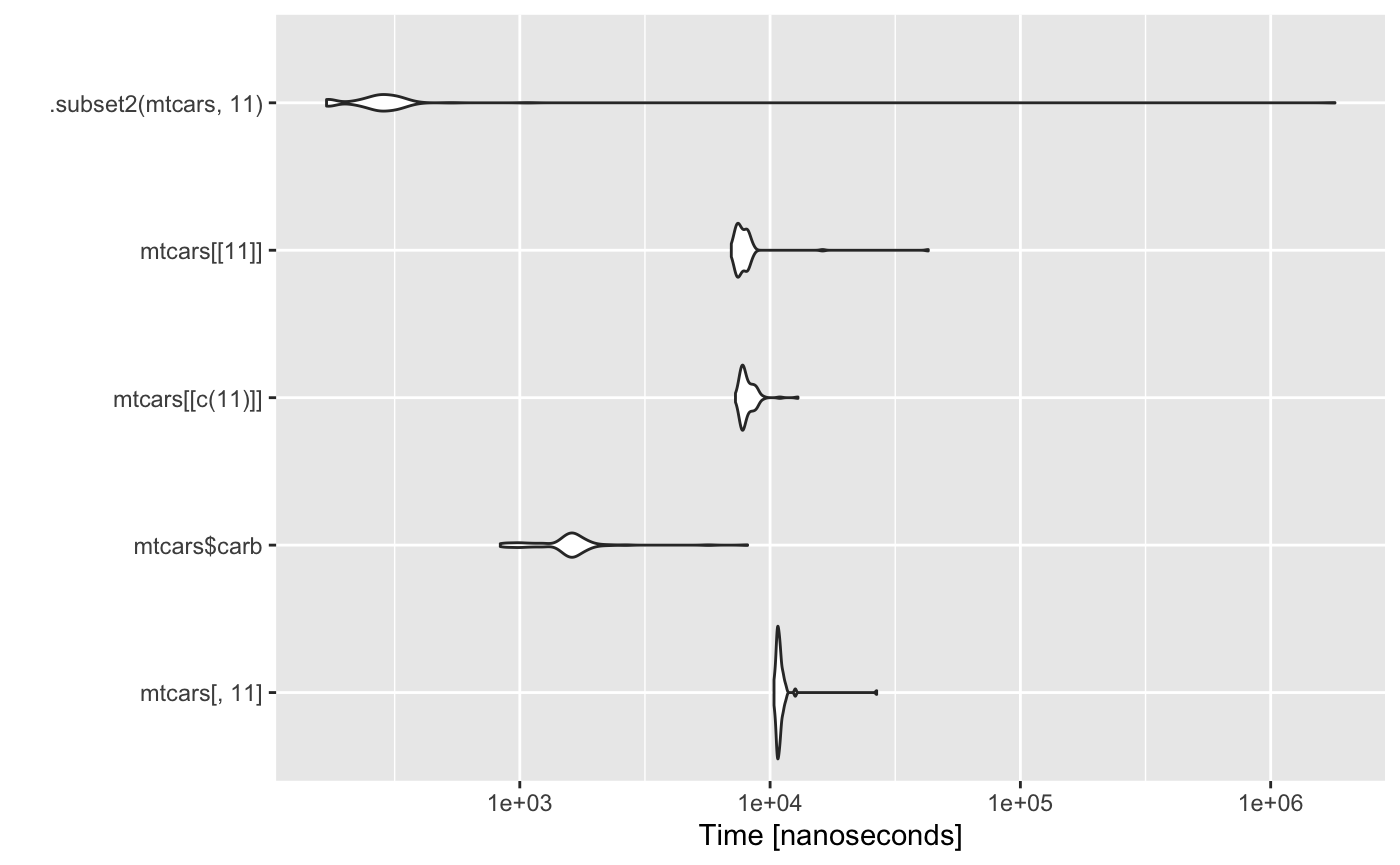 .subset2(mtcars, 11)
mtcars[[11]]
mtcars[[c(11)]]
mtcars$carb
mtcars[, 11]
1e+03 1e+04 1e+05 1e+06
Time [nanoseconds]